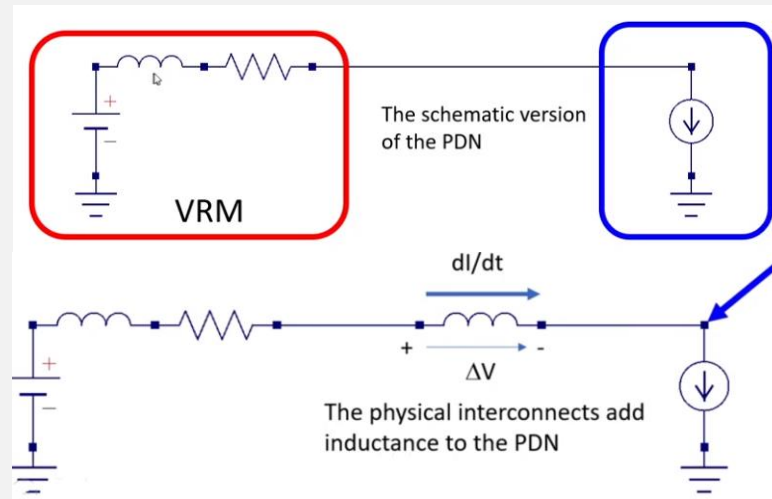 +
-
The schematic version
of the PDN
VRM
dI/dt
+
-
+ -
ΔV
The physical interconnects add
inductance to the PDN